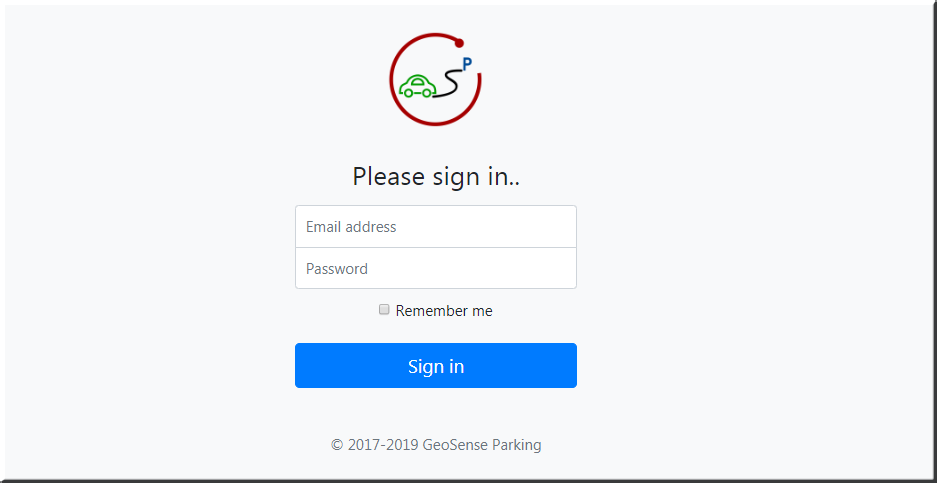 P
Please sign in..
Email address
Password
Remember me
Sign in
© 2017-2019 GeoSense Parking